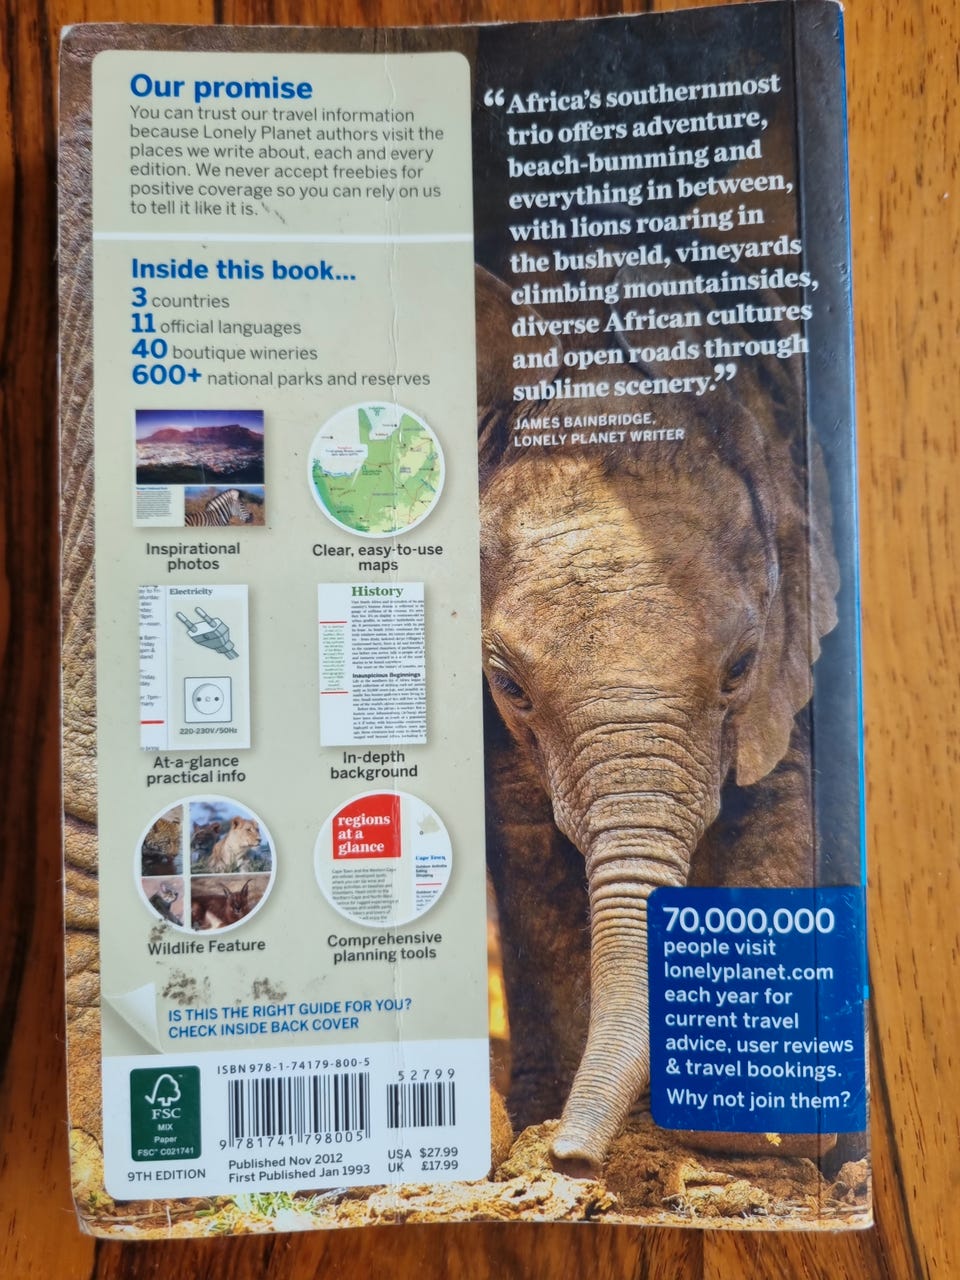 Our promise
You can trust our travel information
because Lonely Planet authors visit the
places we write about, each and every
edition. We never accept freebies for
positive coverage so you can rely on us
to tell it like it is.
Inside this book...
3 countries
11 official languages
40 boutique wineries
600+ national parks and reserves
Inspirational
photos
Clear, easy-to-use
maps
Electricity
220-230V/50Hz
At-a-glance
practical info
History
Inauspicious Beginnings
In-depth
background
Wildlife Feature
regions
at a
glance
Cape Town
Comprehensive
planning tools
IS THIS THE RIGHT GUIDE FOR YOU?
CHECK INSIDE BACK COVER
FSC
MIX
Paper
FSC® C021741
9TH EDITION
ISBN 978-1-74179-800-5
9 781741 798005
52799
Published Nov 2012
First Published Jan 1993
USA $27.99
UK £17.99
“Africa's southernmost
trio offers adventure,
beach-bumming and
everything in between,
with lions roaring in
the bushveld, vineyards
climbing mountainsides,
diverse African cultures
and open roads through
sublime scenery.”
JAMES BAINBRIDGE,
LONELY PLANET WRITER
70,000,000
people visit
lonelyplanet.com
each year for
current travel
advice, user reviews
& travel bookings.
Why not join them?